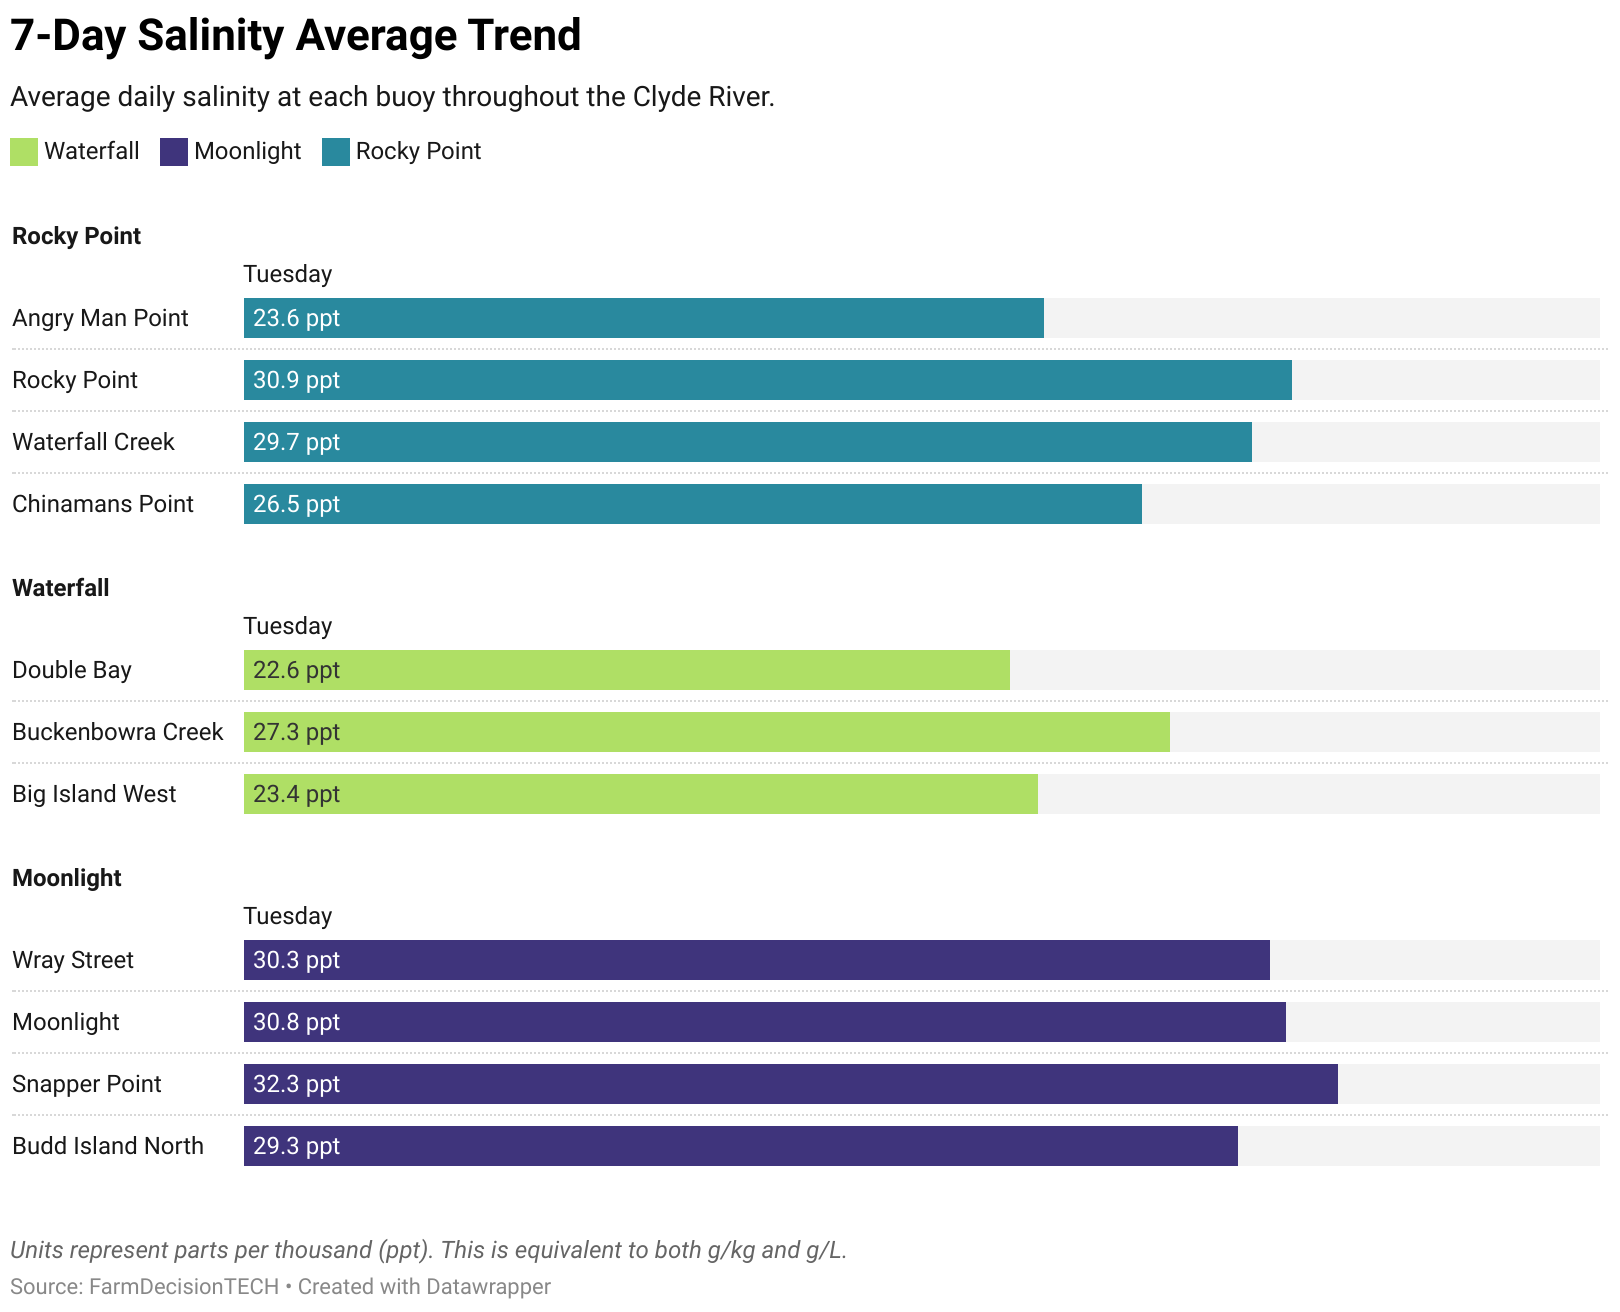 7-Day Salinity Average Trend
Average daily salinity at each buoy throughout the Clyde River.
Waterfall Moonlight Rocky Point
Rocky Point
Tuesday
Angry Man Point 23.6 ppt
Rocky Point 30.9 ppt
Waterfall Creek 29.7 ppt
Chinamans Point 26.5 ppt
Waterfall
Tuesday
Double Bay 22.6 ppt
Buckenbowra Creek 27.3 ppt
Big Island West 23.4 ppt
Moonlight
Tuesday
Wray Street 30.3 ppt
Moonlight 30.8 ppt
Snapper Point 32.3 ppt
Budd Island North 29.3 ppt
Units represent parts per thousand (ppt). This is equivalent to both g/kg and g/L.
Source: FarmDecisionTECH • Created with Datawrapper